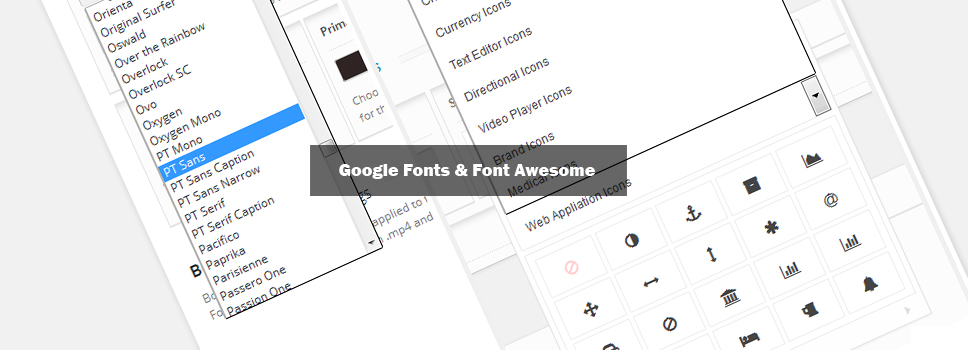 Orienta
Original Surfer
Oswald
Over the Rainbow
Overlock
Overlock SC
Ovo
Oxygen
Oxygen Mono
PT Mono
PT Sans
PT Sans Caption
PT Sans Narrow
PT Serif
PT Serif Caption
Pacifico
Paprika
Parisienne
Passero One
Passion One
Prim
Choo
for th
applied to
.mp4 and
Google Fonts & Font Awesome
Currency Icons
Text Editor Icons
Directional Icons
Video Player Icons
Brand Icons
Medical Icons
Web Appliation Icons